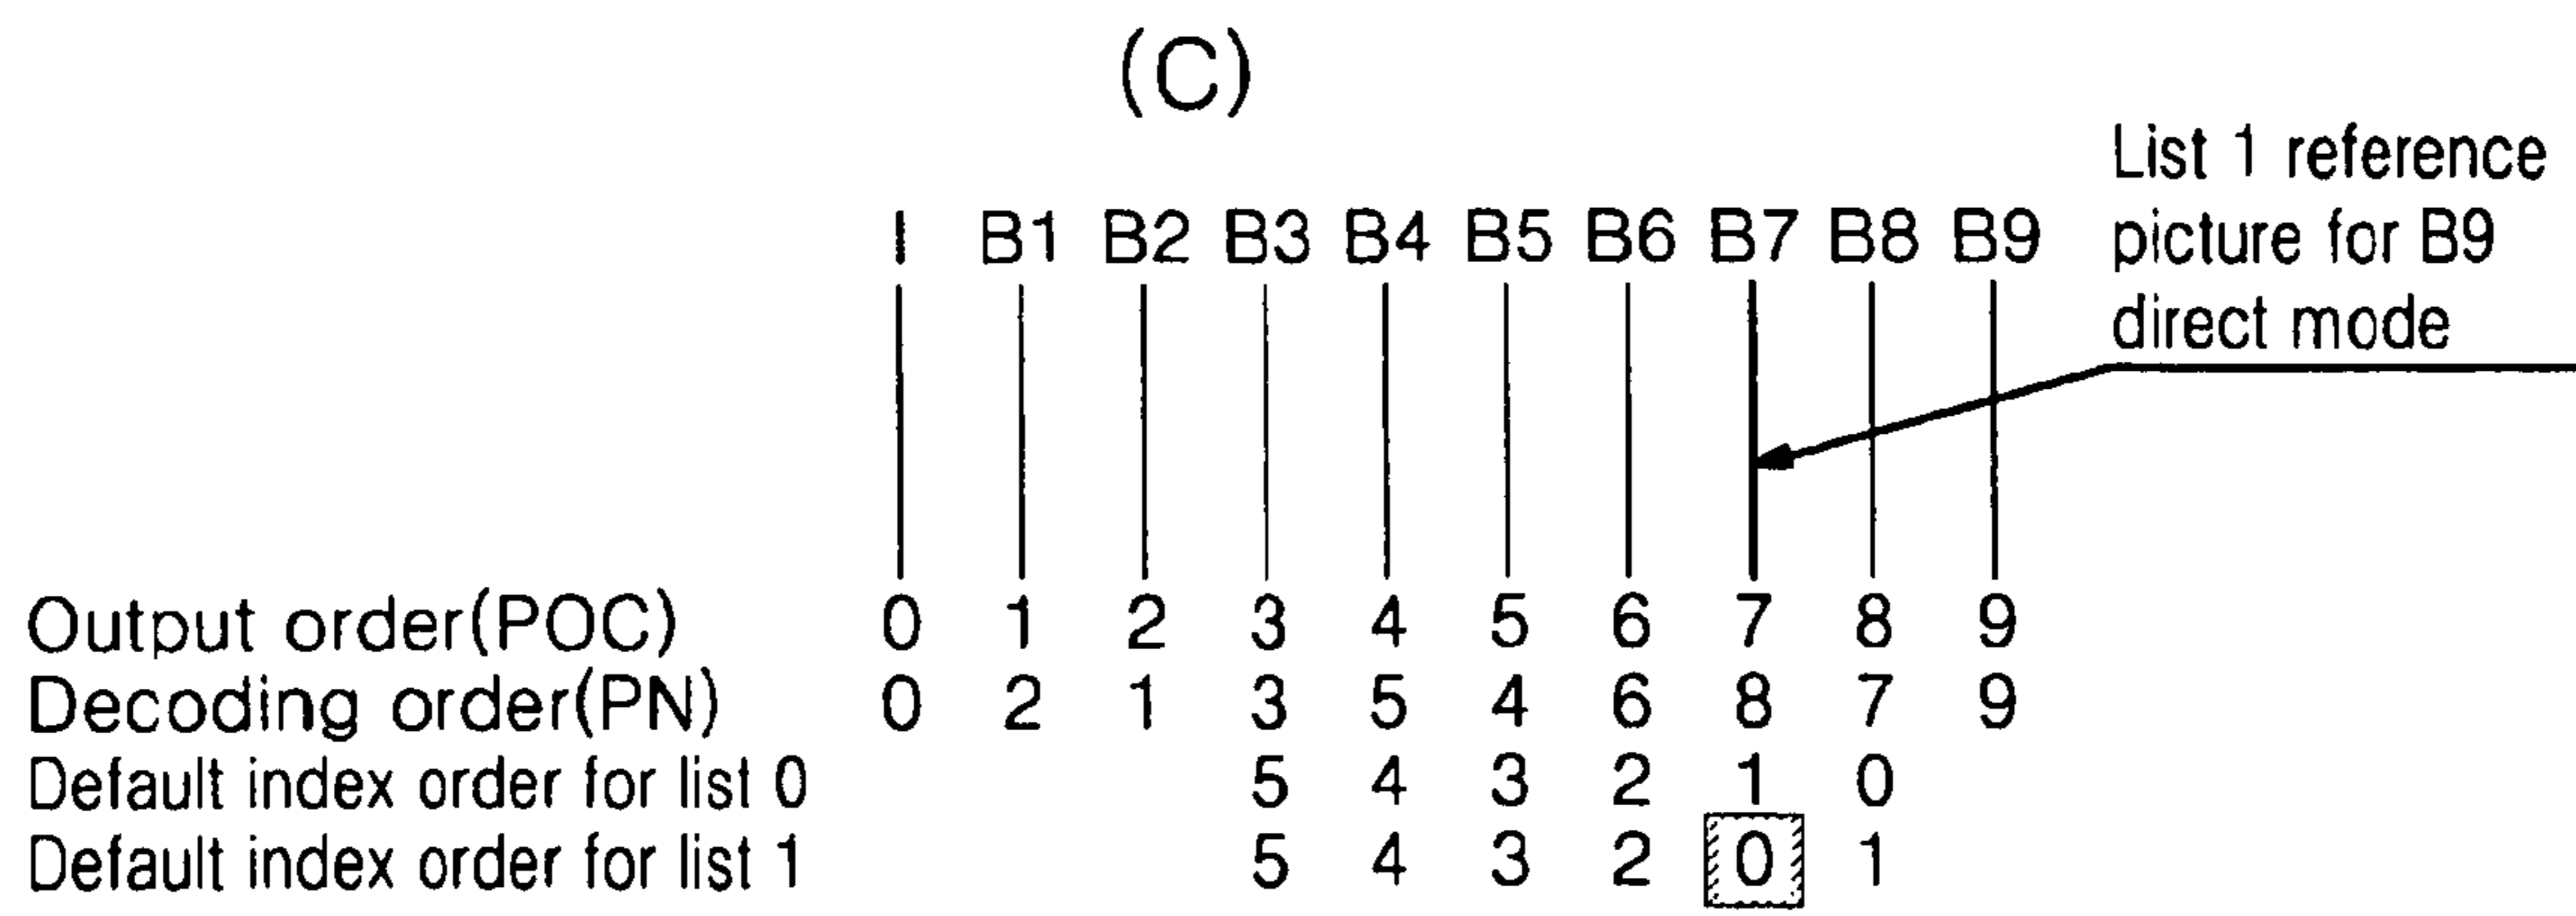 (C)
List 1 reference
picture for B9
direct mode
I B1 B2 B3 B4 B5 B6 B7 B8 B9
Output order(POC) 0 1 2 3 4 5 6 7 8 9
Decoding order(PN) 0 2 1 3 5 4 6 8 7 9
Default index order for list 0 5 4 3 2 1 0
Default index order for list 1 5 4 3 2 0 1